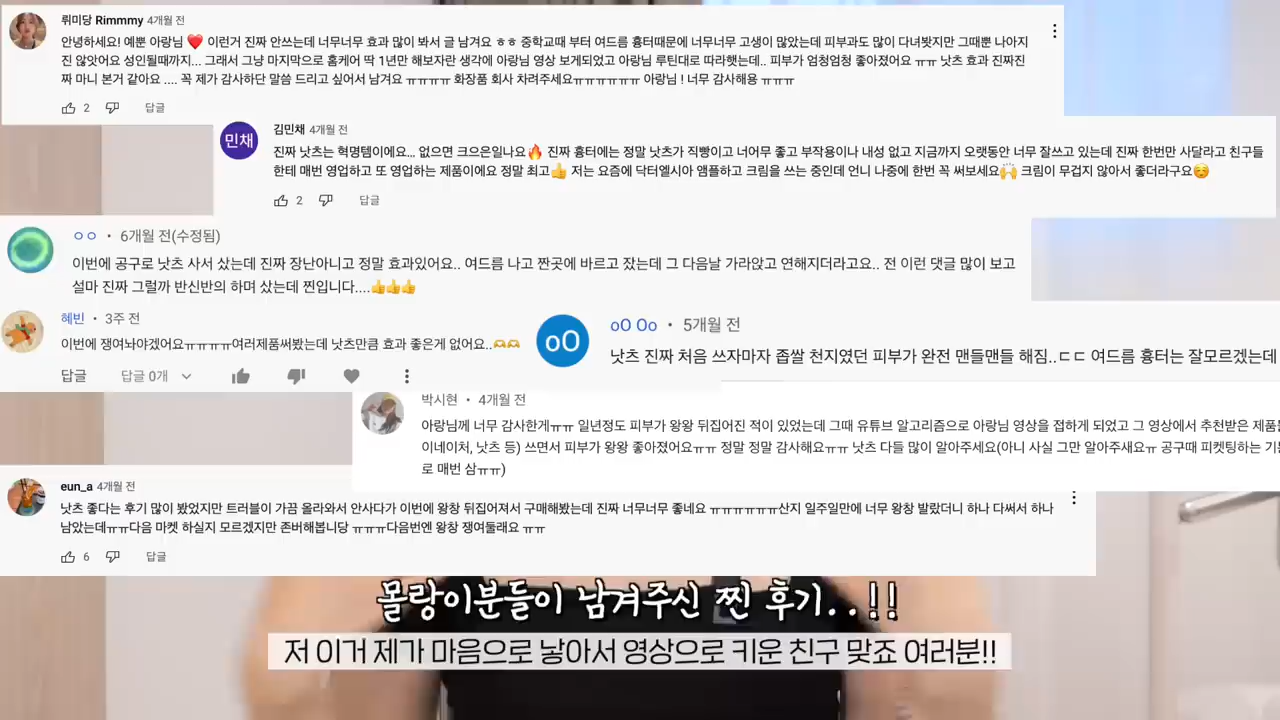 뤼미당 Rimmmy 4개월 전
안녕하세요! 예쁜 아랑님 ❤️ 이런거 진짜 안쓰는데 너무너무 효과 많이 봐서 글 남겨요 ㅎㅎ 중학교때 부터 여드름 흉터때문에 너무너무 고생이 많았는데 피부과도 많이 다녀봣지만 그때뿐 나아지
진 않앗어요 성인될때까지... 그래서 그냥 마지막으로 홈케어 딱 1년만 해보자란 생각에 아랑님 영상 보게되었고 아랑님 루틴대로 따라했는데.. 피부가 엄청엄청 좋아졌어요 ㅠㅠ 낫츠 효과 진짜진
짜 마니 본거 같아요 .... 꼭 제가 감사하단 말씀 드리고 싶어서 남겨요 ㅠㅠㅠㅠ 화장품 회사 차려주세요ㅠㅠㅠㅠㅠㅠ 아랑님 ! 너무 감사해용 ㅠㅠㅠ
2 답글
민채
김민채 4개월 전
진짜 낫츠는 혁명템이에요... 없으면 크으은일나요🔥 진짜 흉터에는 정말 낫츠가 직빵이고 너어무 좋고 부작용이나 내성 없고 지금까지 오랫동안 너무 잘쓰고 있는데 진짜 한번만 사달라고 친구들
한테 매번 영업하고 또 영업하는 제품이에요 정말 최고👍 저는 요즘에 닥터엘시아 앰플하고 크림을 쓰는 중인데 언니 나중에 한번 꼭 써보세요🙌 크림이 무겁지 않아서 좋더라구요☺️
2 답글
ㅇㅇ • 6개월 전(수정됨)
이번에 공구로 낫츠 사서 샀는데 진짜 장난아니고 정말 효과있어요.. 여드름 나고 짠곳에 바르고 잤는데 그 다음날 가라앉고 연해지더라고요.. 전 이런 댓글 많이 보고
설마 진짜 그럴까 반신반의 하며 샀는데 찐입니다....👍👍👍
혜빈 • 3주 전
이번에 쟁여놔야겠어요ㅠㅠㅠㅠ여러제품써봤는데 낫츠만큼 효과 좋은게 없어요..🫶🫶
답글 답글 0개
oO
oO Oo • 5개월 전
낫츠 진짜 처음 쓰자마자 좁쌀 천지였던 피부가 완전 맨들맨들 해짐..ㄷㄷ 여드름 흉터는 잘모르겠는데
박시현 • 4개월 전
아랑님께 너무 감사한게ㅠㅠ 일년정도 피부가 왕왕 뒤집어진 적이 있었는데 그때 유튜브 알고리즘으로 아랑님 영상을 접하게 되었고 그 영상에서 추천받은 제품
이네이처, 낫츠 등) 쓰면서 피부가 왕왕 좋아졌어요ㅠㅠ 정말 정말 감사해요ㅠㅠ 낫츠 다들 많이 알아주세요(아니 사실 그만 알아주새요ㅠ 공구때 피켓팅하는 기분
로 매번 삼ㅠㅠ)
eun_a 4개월 전
낫츠 좋다는 후기 많이 봤었지만 트러블이 가끔 올라와서 안사다가 이번에 왕창 뒤집어져서 구매해봤는데 진짜 너무너무 좋네요 ㅠㅠㅠㅠㅠㅠ산지 일주일만에 너무 왕창 발랐더니 하나 다써서 하나
남았는데ㅠㅠ다음 마켓 하실지 모르겠지만 존버해봅니당 ㅠㅠㅠ다음번엔 왕창 쟁여둘래요 ㅠㅠ
6 답글
몰랑이분들이 남겨주신 찐 후기..!!
저 이거 제가 마음으로 낳아서 영상으로 키운 친구 맞죠 여러분!!